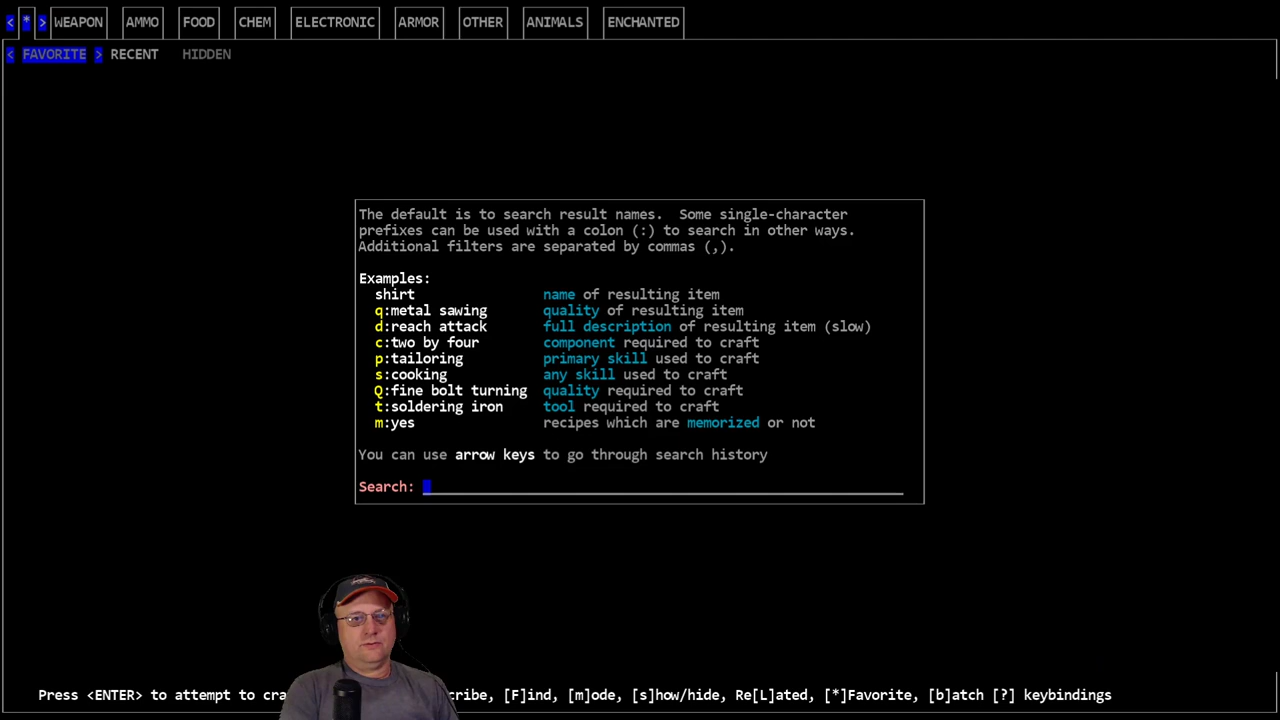 < * > WEAPON AMMO FOOD CHEM ELECTRONIC ARMOR OTHER ANIMALS ENCHANTED
< FAVORITE > RECENT HIDDEN
The default is to search result names.  Some single-character
prefixes can be used with a colon (:) to search in other ways.
Additional filters are separated by commas (,).
Examples:
shirt name of resulting item
q:metal sawing quality of resulting item
d:reach attack full description of resulting item (slow)
c:two by four component required to craft
p:tailoring primary skill used to craft
s:cooking any skill used to craft
Q:fine bolt turning quality required to craft
t:soldering iron tool required to craft
m:yes recipes which are memorized or not
You can use arrow keys to go through search history
Search:
Press <ENTER> to attempt to cra cribe, [F]ind, [m]ode, [s]how/hide, Re[L]ated, [*]Favorite, [b]atch [?] keybindings